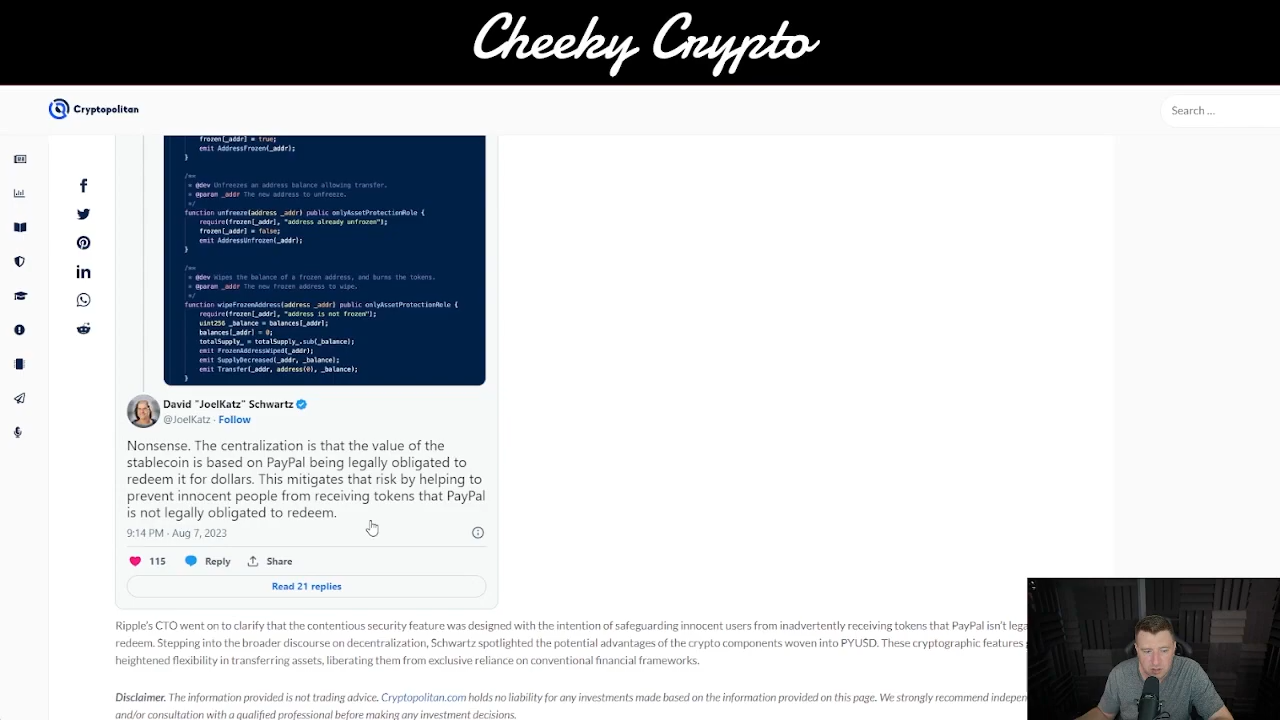 Cheeky Crypto
Cryptopolitan
Search ...
frozen[_addr] = true;
emit AddressFrozen(_addr);
}
/**
* @dev Unfreezes an address balance allowing transfer.
* @param _addr The new address to unfreeze.
*/
function unfreeze(address _addr) public onlyAssetProtectionRole {
require(frozen[_addr], "address already unfrozen");
frozen[_addr] = false;
emit AddressUnfrozen(_addr);
}
/**
* @dev Wipes the balance of a frozen address, and burns the tokens.
* @param _addr The new frozen address to wipe.
*/
function wipeFrozenAddress(address _addr) public onlyAssetProtectionRole {
require(frozen[_addr], "address is not frozen");
uint256 _balance = balances[_addr];
balances[_addr] = 0;
totalSupply_ = totalSupply_.sub(_balance);
emit FrozenAddressWiped(_addr);
emit SupplyDecreased(_addr, _balance);
emit Transfer(_addr, address(0), _balance);
}
David "JoelKatz" Schwartz
@JoelKatz · Follow
Nonsense. The centralization is that the value of the
stablecoin is based on PayPal being legally obligated to
redeem it for dollars. This mitigates that risk by helping to
prevent innocent people from receiving tokens that PayPal
is not legally obligated to redeem.
9:14 PM · Aug 7, 2023
115 Reply Share
Read 21 replies
Ripple's CTO went on to clarify that the contentious security feature was designed with the intention of safeguarding innocent users from inadvertently receiving tokens that PayPal isn't lega
redeem. Stepping into the broader discourse on decentralization, Schwartz spotlighted the potential advantages of the crypto components woven into PYUSD. These cryptographic features
heightened flexibility in transferring assets, liberating them from exclusive reliance on conventional financial frameworks.
Disclaimer. The information provided is not trading advice. Cryptopolitan.com holds no liability for any investments made based on the information provided on this page. We strongly recommend indepen
and/or consultation with a qualified professional before making any investment decisions.